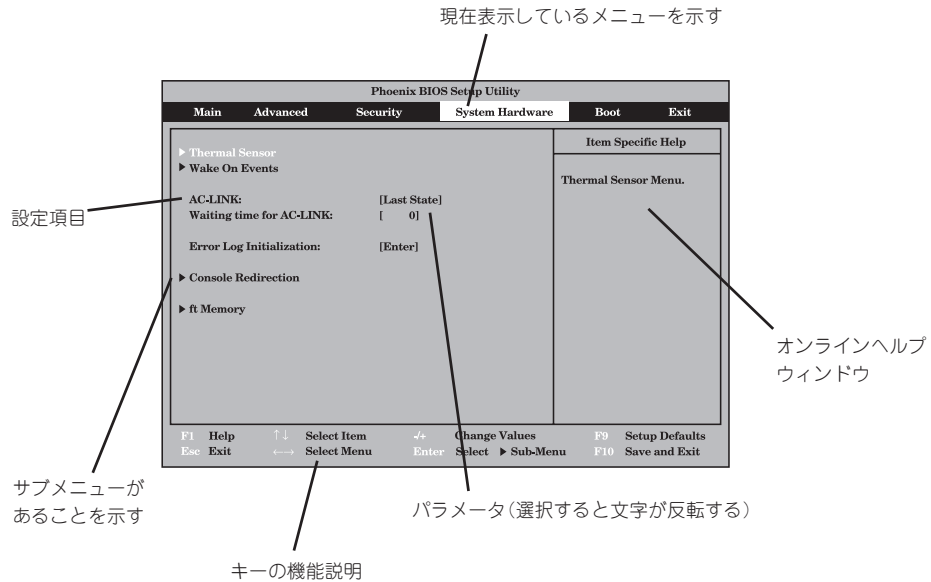 現在表示しているメニューを示す
Phoenix BIOS Setup Utility
Main Advanced Security System Hardware Boot Exit
▶ Thermal Sensor
▶ Wake On Events
AC-LINK: [Last State]
Waiting time for AC-LINK: [ 0]
Error Log Initialization: [Enter]
▶ Console Redirection
▶ ft Memory
Item Specific Help
Thermal Sensor Menu.
設定項目
オンラインヘルプ
ウィンドウ
F1 Help ↑↓ Select Item -/+ Change Values F9 Setup Defaults
Esc Exit ←→ Select Menu Enter Select ▶ Sub-Menu F10 Save and Exit
サブメニューが
あることを示す
パラメータ（選択すると文字が反転する）
キーの機能説明